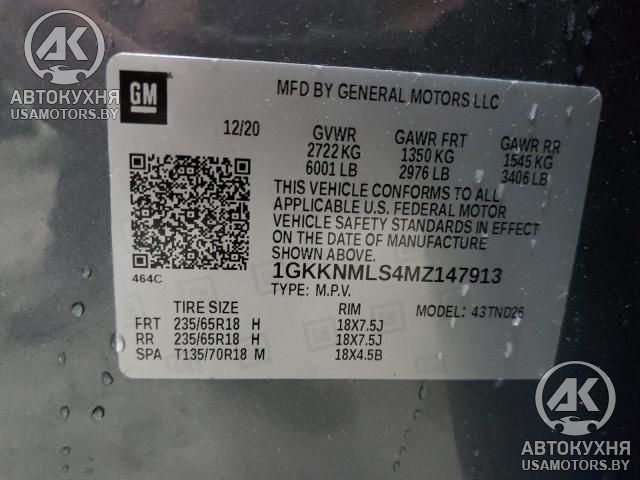 AK
АВТОКУХНЯ
USAMOTORS.BY
GM
MFD BY GENERAL MOTORS LLC
12/20
GVWR GAWR FRT GAWR RR
2722 KG 1350 KG 1545 KG
6001 LB 2976 LB 3406 LB
THIS VEHICLE CONFORMS TO ALL
APPLICABLE U.S. FEDERAL MOTOR
VEHICLE SAFETY STANDARDS IN EFFECT
ON THE DATE OF MANUFACTURE
SHOWN ABOVE.
464C
1GKKNMLS4MZ147913
TYPE: M.P.V. MODEL: 43TND26
TIRE SIZE RIM
FRT 235/65R18 H 18X7.5J
RR 235/65R18 H 18X7.5J
SPA T135/70R18 M 18X4.5B
AK
АВТОКУХНЯ
USAMOTORS.BY